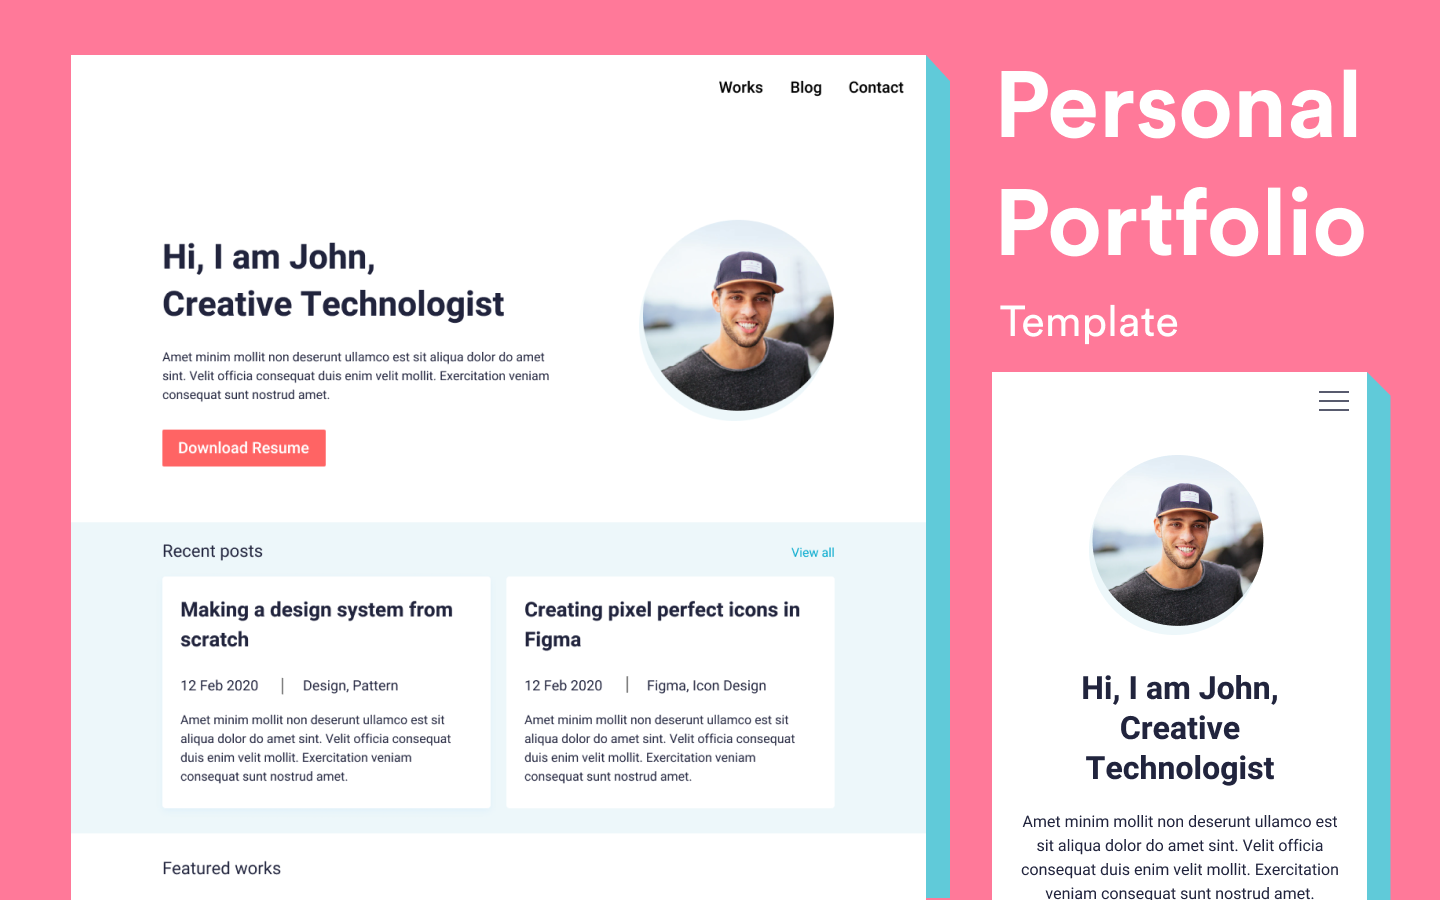 Works Blog Contact
Hi, I am John,
Creative Technologist
Amet minim mollit non deserunt ullamco est sit aliqua dolor do amet
sint. Velit officia consequat duis enim velit mollit. Exercitation veniam
consequat sunt nostrud amet.
Download Resume
Recent posts
View all
Making a design system from
scratch
12 Feb 2020 | Design, Pattern
Amet minim mollit non deserunt ullamco est sit
aliqua dolor do amet sint. Velit officia consequat
duis enim velit mollit. Exercitation veniam
consequat sunt nostrud amet.
Creating pixel perfect icons in
Figma
12 Feb 2020 | Figma, Icon Design
Amet minim mollit non deserunt ullamco est sit
aliqua dolor do amet sint. Velit officia consequat
duis enim velit mollit. Exercitation veniam
consequat sunt nostrud amet.
Featured works
Personal
Portfolio
Template
Hi, I am John,
Creative
Technologist
Amet minim mollit non deserunt ullamco est
sit aliqua dolor do amet sint. Velit officia
consequat duis enim velit mollit. Exercitation
veniam consequat sunt nostrud amet.